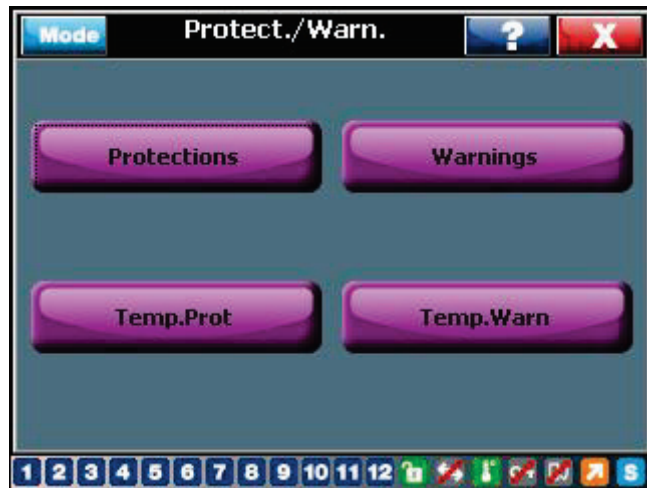 Mode Protect./Warn. ? X
Protections Warnings
Temp.Prot Temp.Warn
1 2 3 4 5 6 7 8 9 10 11 12 S